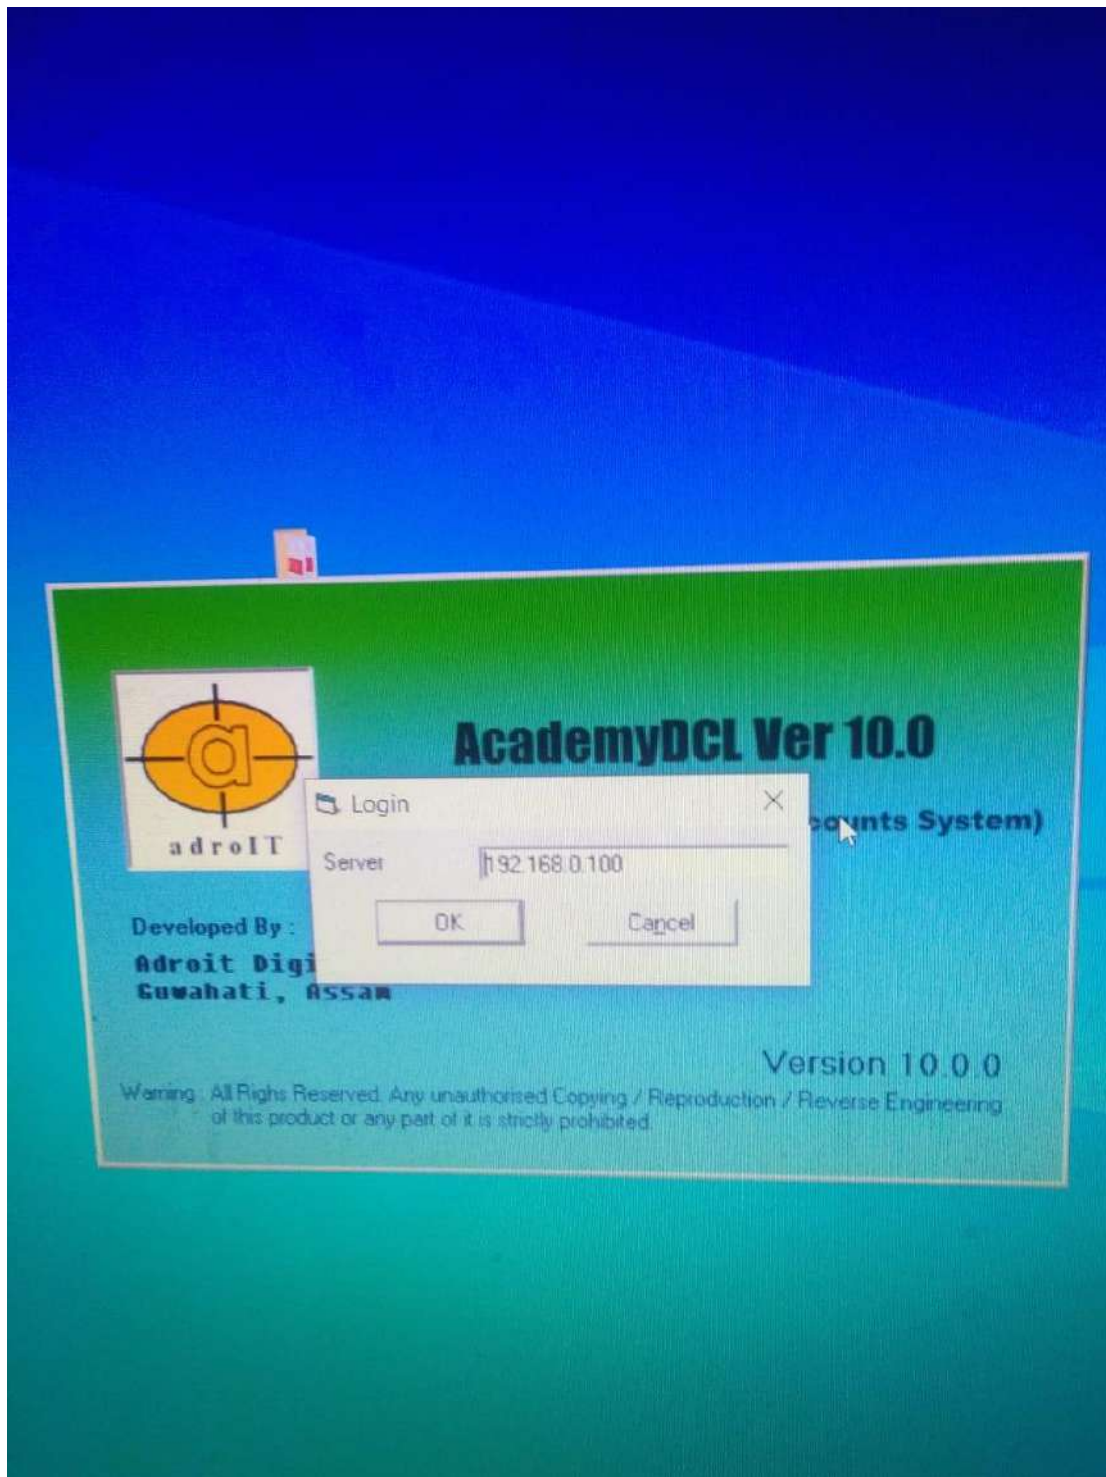 a
adroIT
AcademyDCL Ver 10.0
counts System)
Login
Server 192.168.0.100
OK Cancel
Developed By :
Adroit Digi
Guwahati, Assam
Version 10.0.0
Warning : All Righs Reserved. Any unauthorised Copying / Reproduction / Reverse Engineering
of this product or any part of it is strictly prohibited.